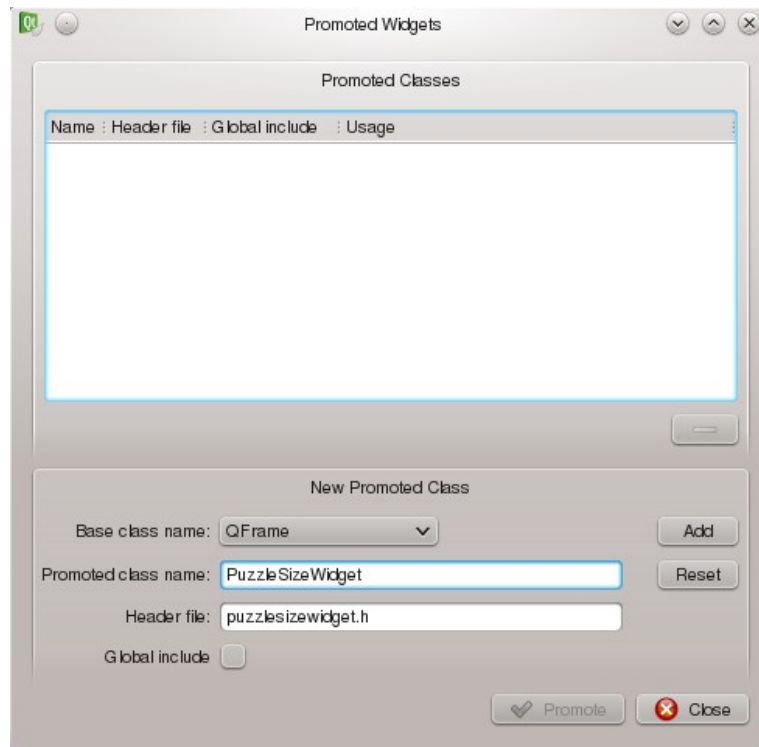 Qt
Promoted Widgets
Promoted Classes
Name Header file Global include Usage
New Promoted Class
Base class name: QFrame Add
Promoted class name: PuzzleSizeWidget Reset
Header file: puzzlesizewidget.h
Global include
Promote Close